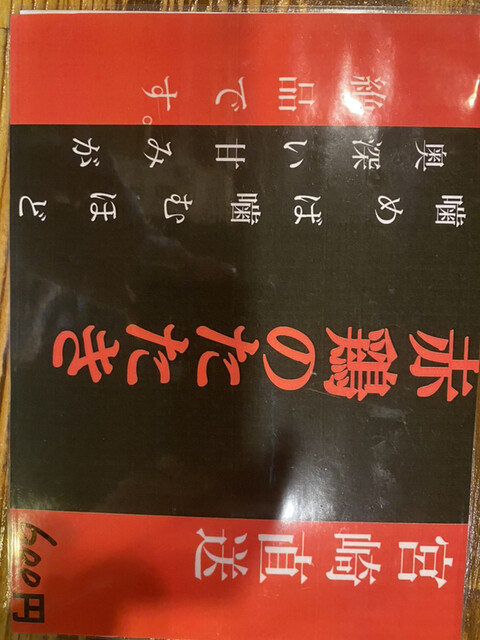 宮崎直送
赤鶏のたたき
噛めば噛むほど
奥深い甘みが
絶品です。
600円